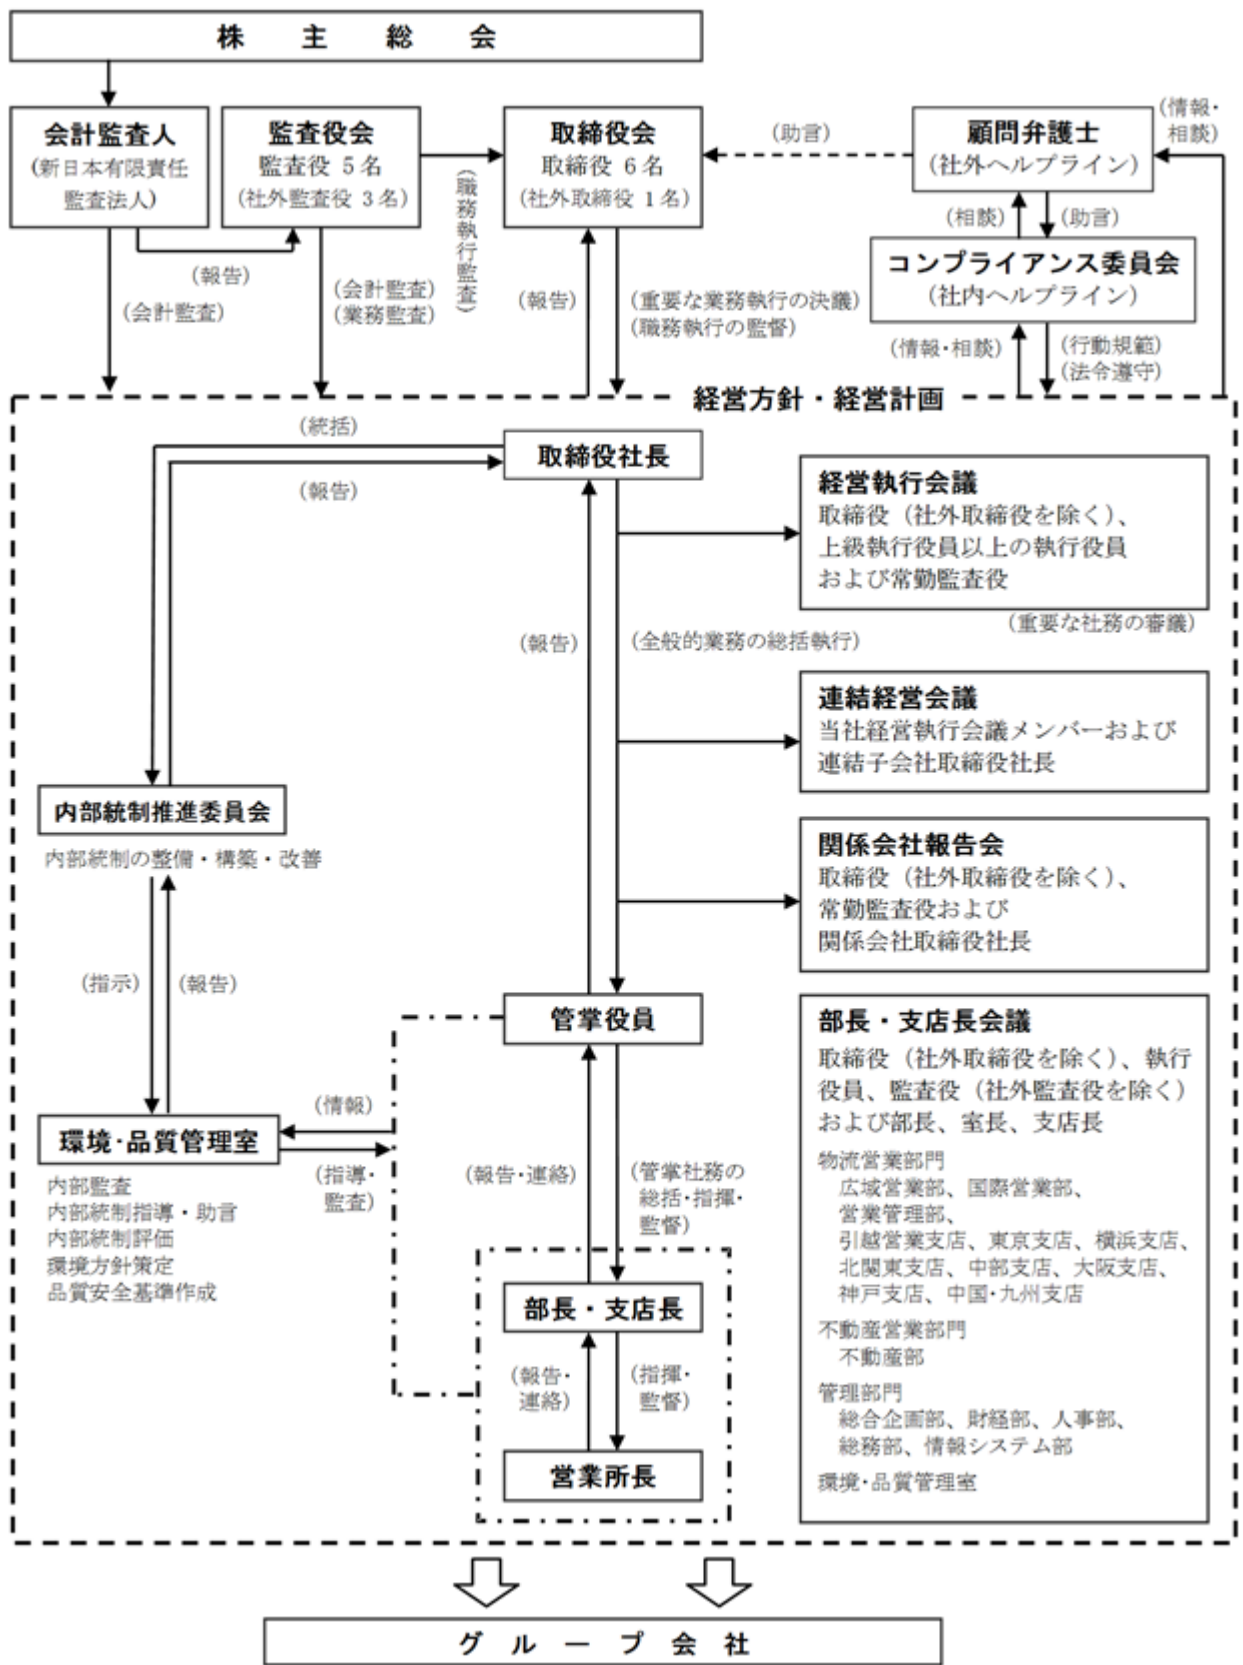 株主総会
会計監査人
(新日本有限責任
監査法人)
監査役会
監査役 5 名
(社外監査役 3 名)
取締役会
取締役 6 名
(社外取締役 1 名)
顧問弁護士
(社外ヘルプライン)
(情報・
相談)
(助言)
(職務執行監査)
(相談)
(助言)
コンプライアンス委員会
(社内ヘルプライン)
(報告)
(会計監査)
(会計監査)
(業務監査)
(報告)
(重要な業務執行の決議)
(職務執行の監督)
(情報・相談)
(行動規範)
(法令遵守)
経営方針・経営計画
(統括)
(報告)
取締役社長
経営執行会議
取締役（社外取締役を除く）、
上級執行役員以上の執行役員
および常勤監査役
(重要な社務の審議)
(報告)
(全般的業務の総括執行)
連結経営会議
当社経営執行会議メンバーおよび
連結子会社取締役社長
内部統制推進委員会
内部統制の整備・構築・改善
関係会社報告会
取締役（社外取締役を除く）、
常勤監査役および
関係会社取締役社長
(指示)
(報告)
管掌役員
部長・支店長会議
取締役（社外取締役を除く）、執行
役員、監査役（社外監査役を除く）
および部長、室長、支店長
物流営業部門
広域営業部、国際営業部、
営業管理部、
引越営業支店、東京支店、横浜支店、
北関東支店、中部支店、大阪支店、
神戸支店、中国・九州支店
不動産営業部門
不動産部
管理部門
総合企画部、財経部、人事部、
総務部、情報システム部
環境・品質管理室
(情報)
環境・品質管理室
(指導・
監査)
内部監査
内部統制指導・助言
内部統制評価
環境方針策定
品質安全基準作成
(報告・連絡)
(管掌社務の
総括・指揮・
監督)
部長・支店長
(報告・
連絡)
(指揮・
監督)
営業所長
グループ会社